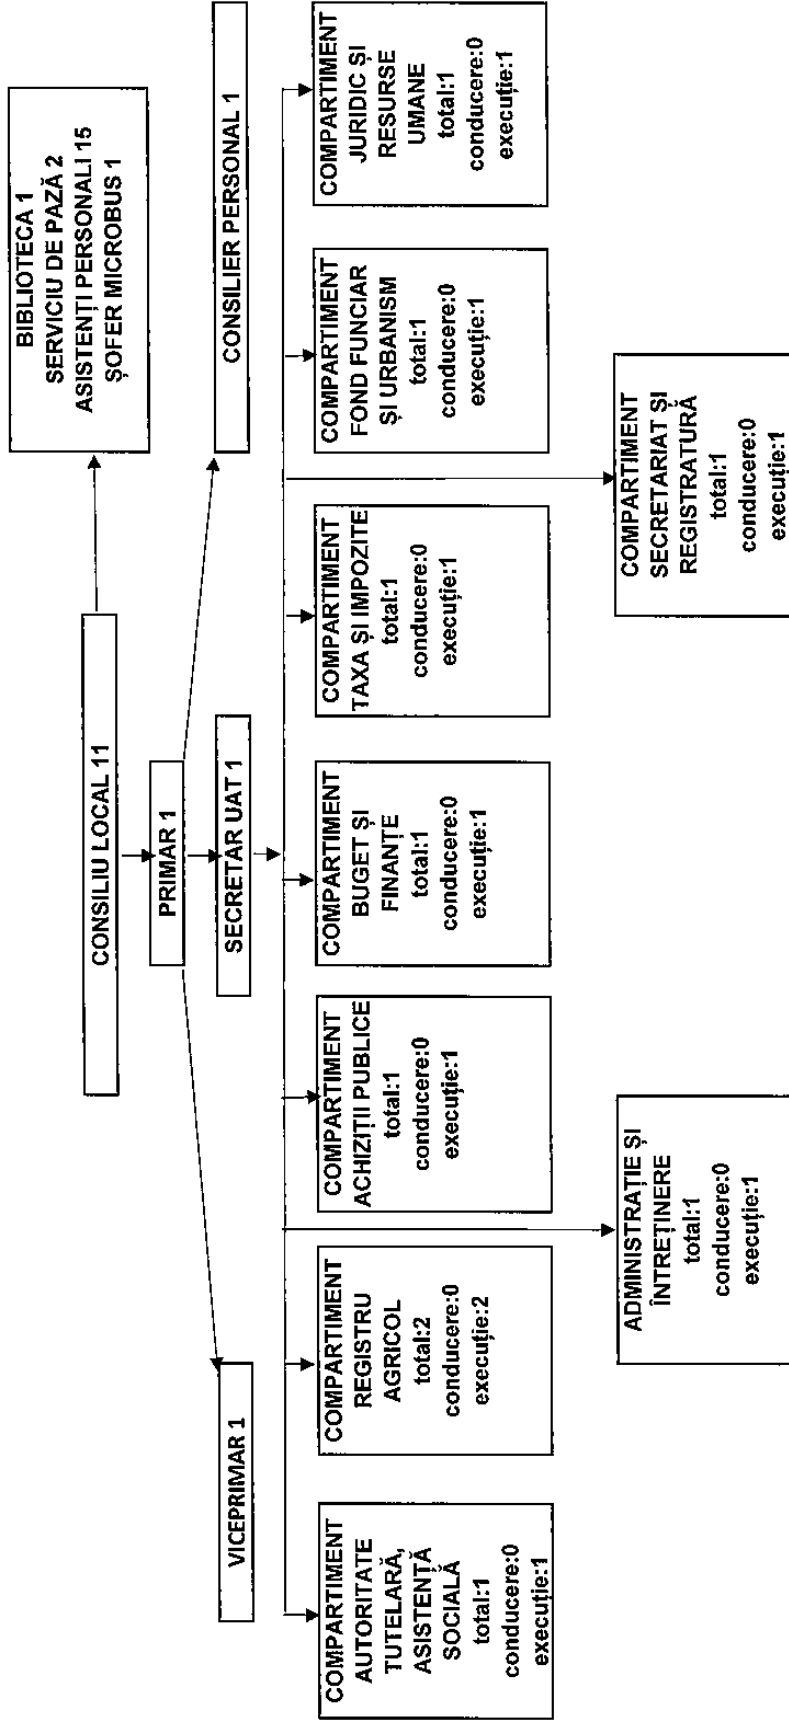 BIBLIOTECA 1
SERVICIU DE PAZĂ 2
ASISTENȚI PERSONALI 15
ȘOFER MICROBUS 1
CONSILIU LOCAL 11
PRIMAR 1
VICEPRIMAR 1
SECRETAR UAT 1
CONSILIER PERSONAL 1
COMPARTIMENT
AUTORITATE
TUTELARĂ,
ASISTENȚĂ
SOCIALĂ
total:1
conducere:0
execuție:1
COMPARTIMENT
REGISTRU
AGRICOL
total:2
conducere:0
execuție:2
COMPARTIMENT
ACHIZIȚII PUBLICE
total:1
conducere:0
execuție:1
COMPARTIMENT
BUGET ȘI
FINANȚE
total:1
conducere:0
execuție:1
COMPARTIMENT
TAXA ȘI IMPOZITE
total:1
conducere:0
execuție:1
COMPARTIMENT
FOND FUNCIAR
ȘI URBANISM
total:1
conducere:0
execuție:1
COMPARTIMENT
JURIDIC ȘI
RESURSE
UMANE
total:1
conducere:0
execuție:1
ADMINISTRAȚIE ȘI
ÎNTREȚINERE
total:1
conducere:0
execuție:1
COMPARTIMENT
SECRETARIAT ȘI
REGISTRATURĂ
total:1
conducere:0
execuție:1